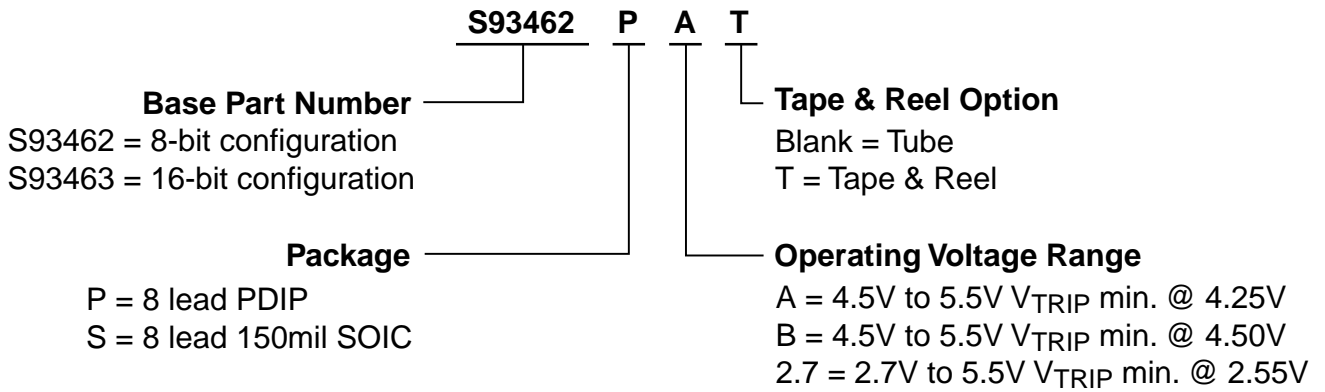 S93462 P A T
Base Part Number
S93462 = 8-bit configuration
S93463 = 16-bit configuration
Tape & Reel Option
Blank = Tube
T = Tape & Reel
Package
P = 8 lead PDIP
S = 8 lead 150mil SOIC
Operating Voltage Range
A = 4.5V to 5.5V VTRIP min. @ 4.25V
B = 4.5V to 5.5V VTRIP min. @ 4.50V
2.7 = 2.7V to 5.5V VTRIP min. @ 2.55V